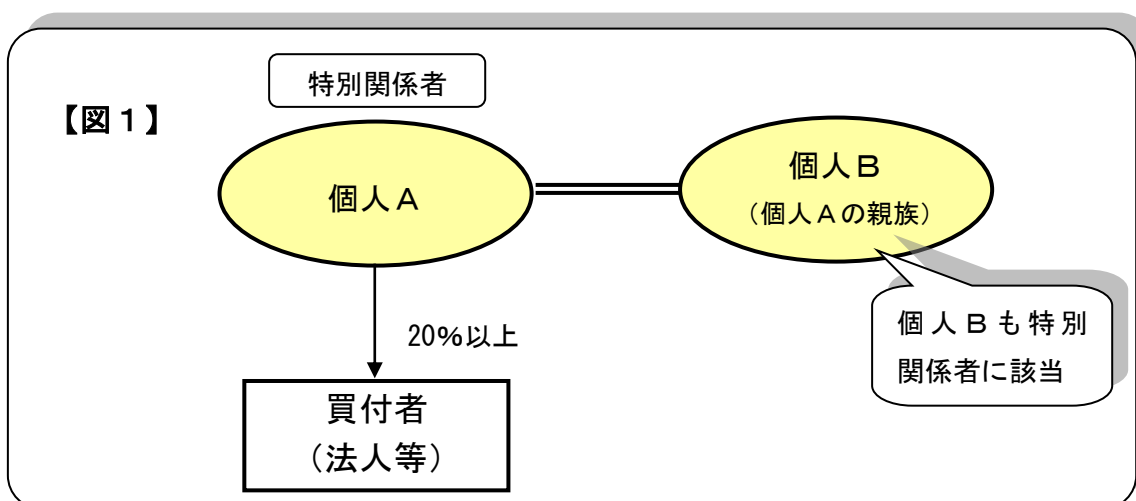 特別関係者
【図1】
個人A
個人B
(個人Aの親族)
個人Bも特別
関係者に該当
20%以上
買付者
(法人等)